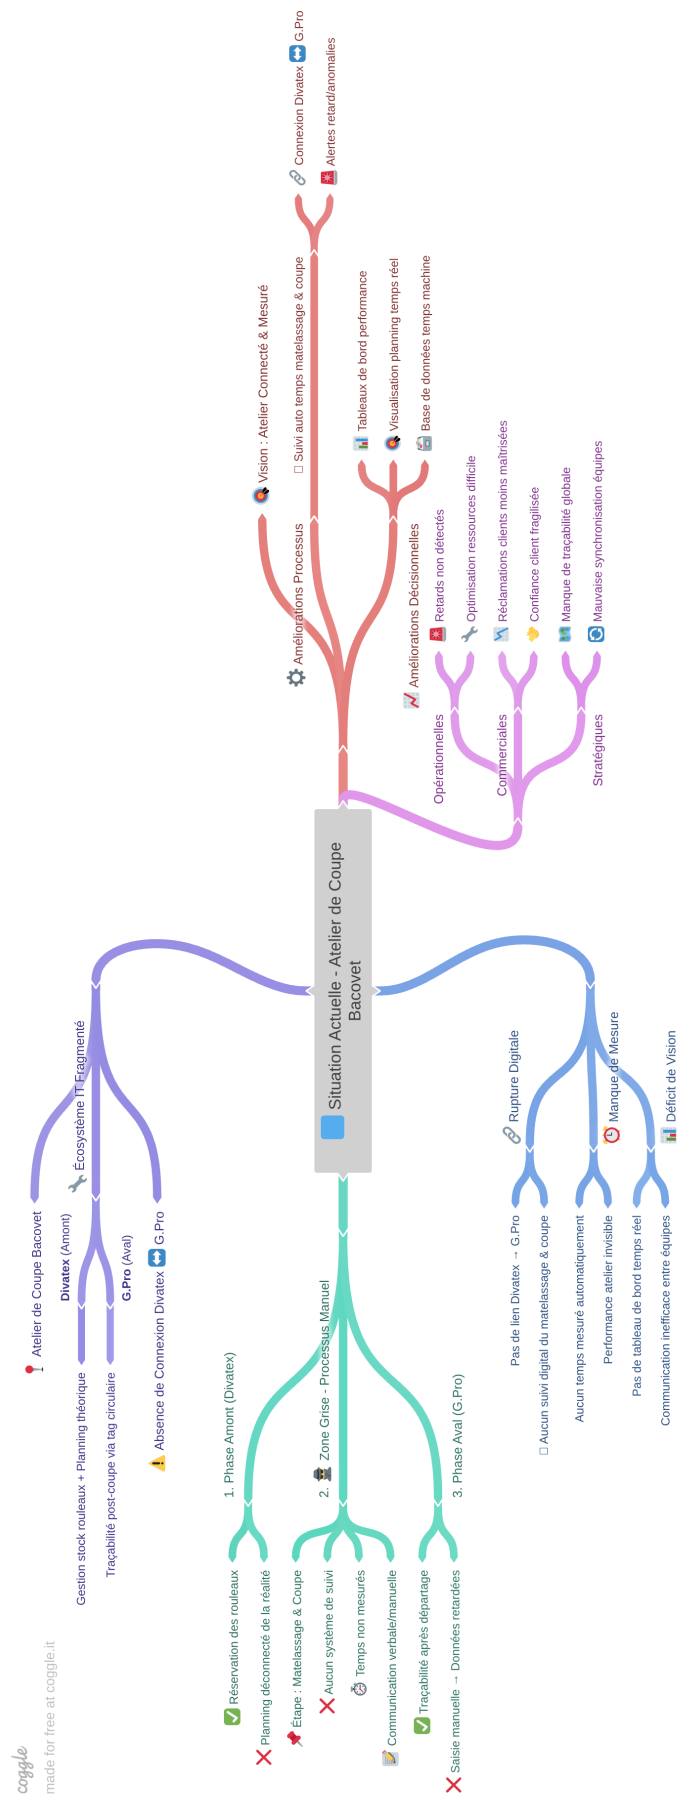 Situation Actuelle - Atelier de Coupe
Bacovet
Écosystème IT Fragmenté
Atelier de Coupe Bacovet
Divatex (Amont)
Gestion stock rouleaux + Planning théorique
G.Pro (Aval)
Traçabilité post-coupe via tag circulaire
Absence de Connexion Divatex ↔ G.Pro
1. Phase Amont (Divatex)
Réservation des rouleaux
Planning déconnecté de la réalité
2. Zone Grise - Processus Manuel
Étape : Matelassage & Coupe
Aucun système de suivi
Temps non mesurés
Communication verbale/manuelle
3. Phase Aval (G.Pro)
Traçabilité après départage
Saisie manuelle → Données retardées
Rupture Digitale
Pas de lien Divatex → G.Pro
Aucun suivi digital du matelassage & coupe
Manque de Mesure
Aucun temps mesuré automatiquement
Performance atelier invisible
Déficit de Vision
Pas de tableau de bord temps réel
Communication inefficace entre équipes
Opérationnelles
Retards non détectés
Optimisation ressources difficile
Commerciales
Réclamations clients moins maîtrisées
Confiance client fragilisée
Stratégiques
Manque de traçabilité globale
Mauvaise synchronisation équipes
Vision : Atelier Connecté & Mesuré
Améliorations Processus
Suivi auto temps matelassage & coupe
Connexion Divatex ↔ G.Pro
Alertes retard/anomalies
Améliorations Décisionnelles
Tableaux de bord performance
Visualisation planning temps réel
Base de données temps machine
coggle
made for free at coggle.it